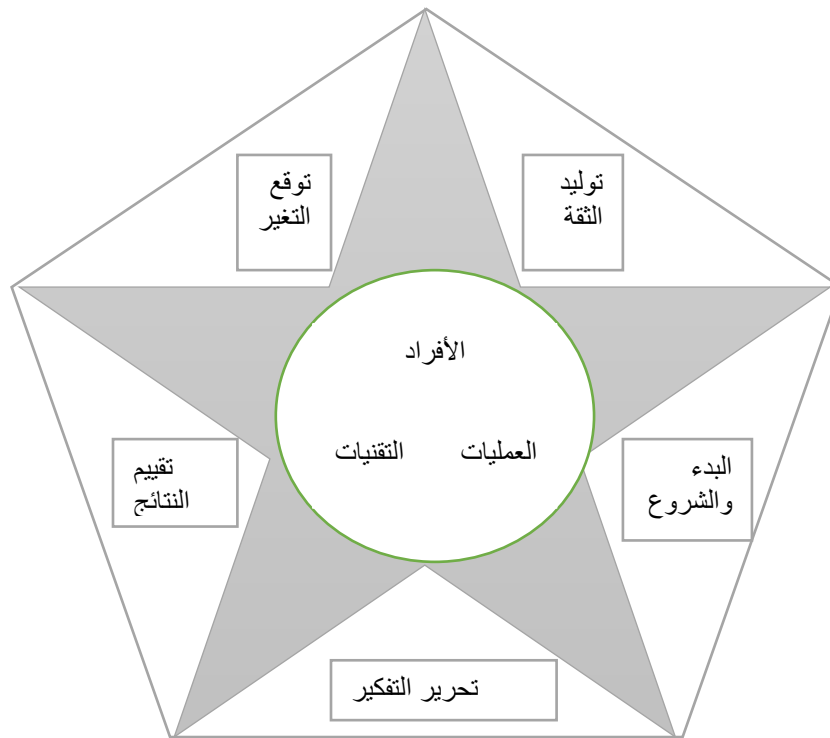 توليد
الثقة
توقع
التغير
الأفراد
العمليات
التقنيات
البدء
والشروع
تقييم
النتائج
تحرير التفكير